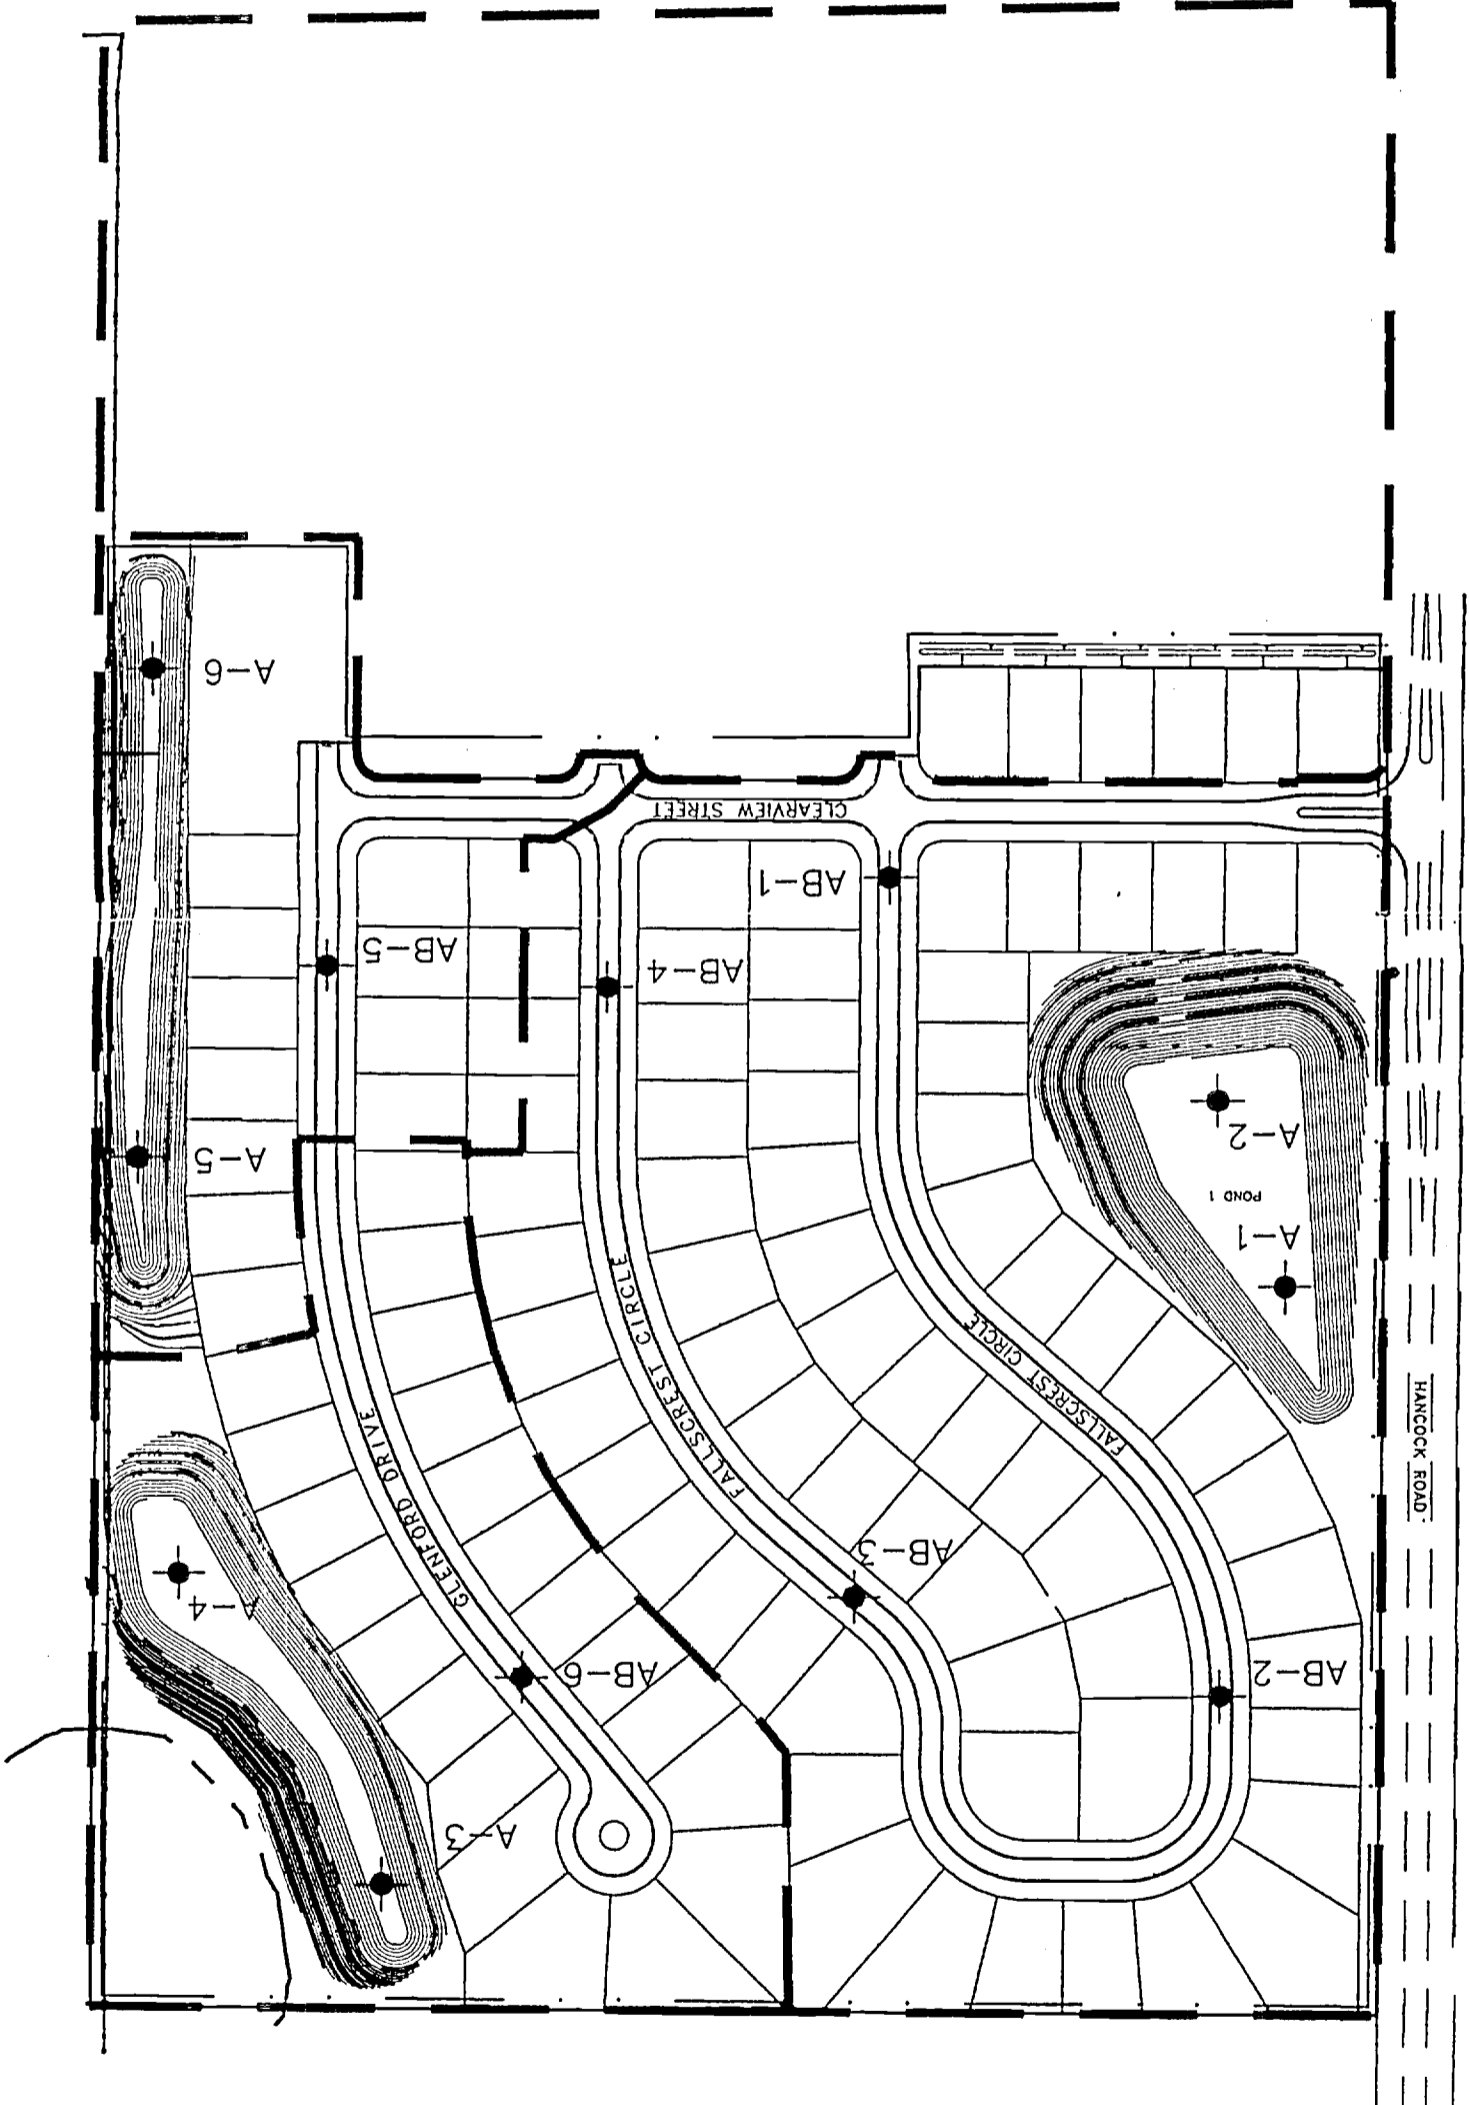 A-6
CLEARVIEW STREET
AB-1
AB-5
AB-4
A-2
A-5
POND 1
A-1
FALLSCREST CIRCLE
FALLSCREST CIRCLE
HANCOCK ROAD
GLENFORD DRIVE
AB-3
A-4
AB-6
AB-2
A-3